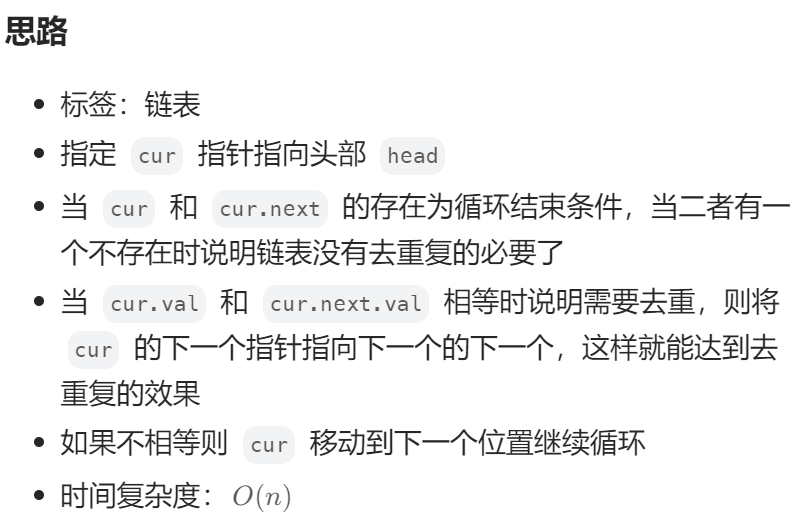 思路
标签：链表
指定 cur 指针指向头部 head
当 cur 和 cur.next 的存在为循环结束条件，当二者有一
个不存在时说明链表没有去重复的必要了
当 cur.val 和 cur.next.val 相等时说明需要去重，则将
cur 的下一个指针指向下一个的下一个，这样就能达到去
重复的效果
如果不相等则 cur 移动到下一个位置继续循环
时间复杂度：O(n)